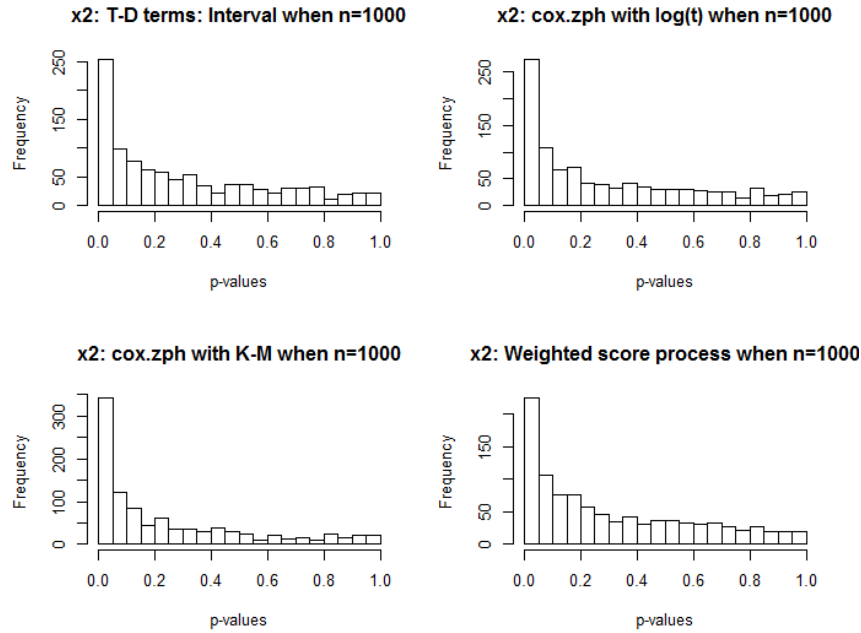 x2: T-D terms: Interval when n=1000
Frequency
250
150
50
0
0.0 0.2 0.4 0.6 0.8 1.0
p-values
x2: cox.zph with log(t) when n=1000
Frequency
250
150
50
0
0.0 0.2 0.4 0.6 0.8 1.0
p-values
x2: cox.zph with K-M when n=1000
Frequency
300
200
100
0
0.0 0.2 0.4 0.6 0.8 1.0
p-values
x2: Weighted score process when n=1000
Frequency
150
50
0
0.0 0.2 0.4 0.6 0.8 1.0
p-values